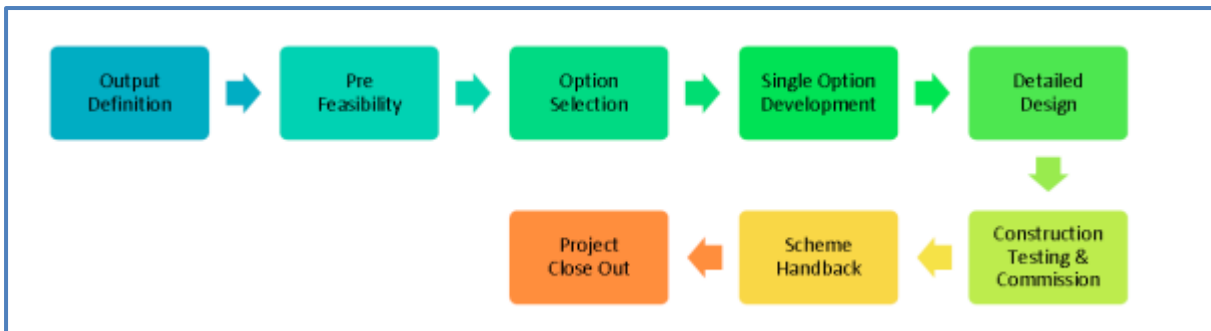 Output
Definition
Pre
Feasibility
Option
Selection
Single Option
Development
Detailed
Design
Construction
Testing &
Commission
Scheme
Handback
Project
Close Out